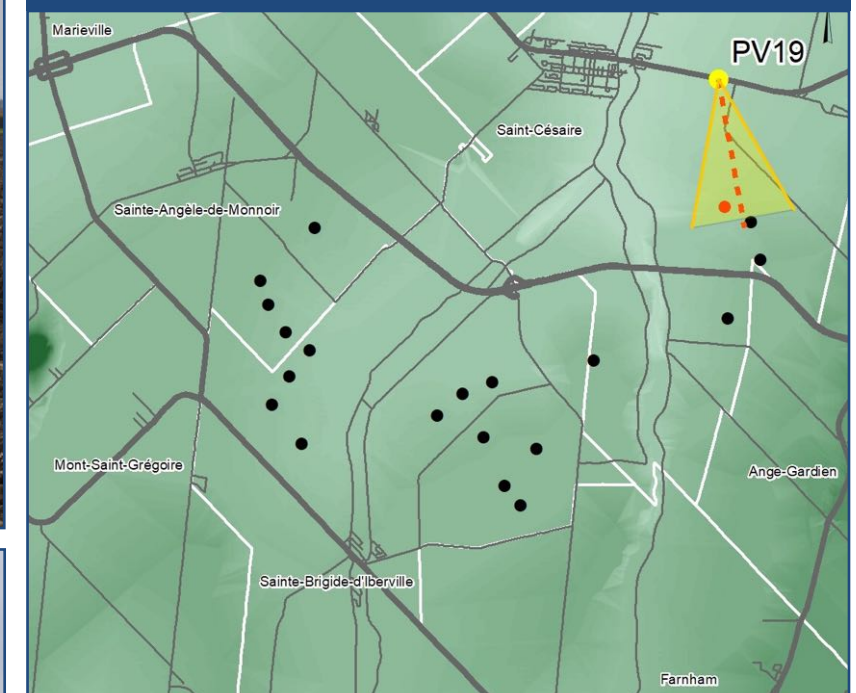 Marieville
PV19
Saint-Césaire
Sainte-Angèle-de-Monnoir
Mont-Saint-Grégoire
Ange-Gardien
Sainte-Brigide-d'Iberville
Farnham